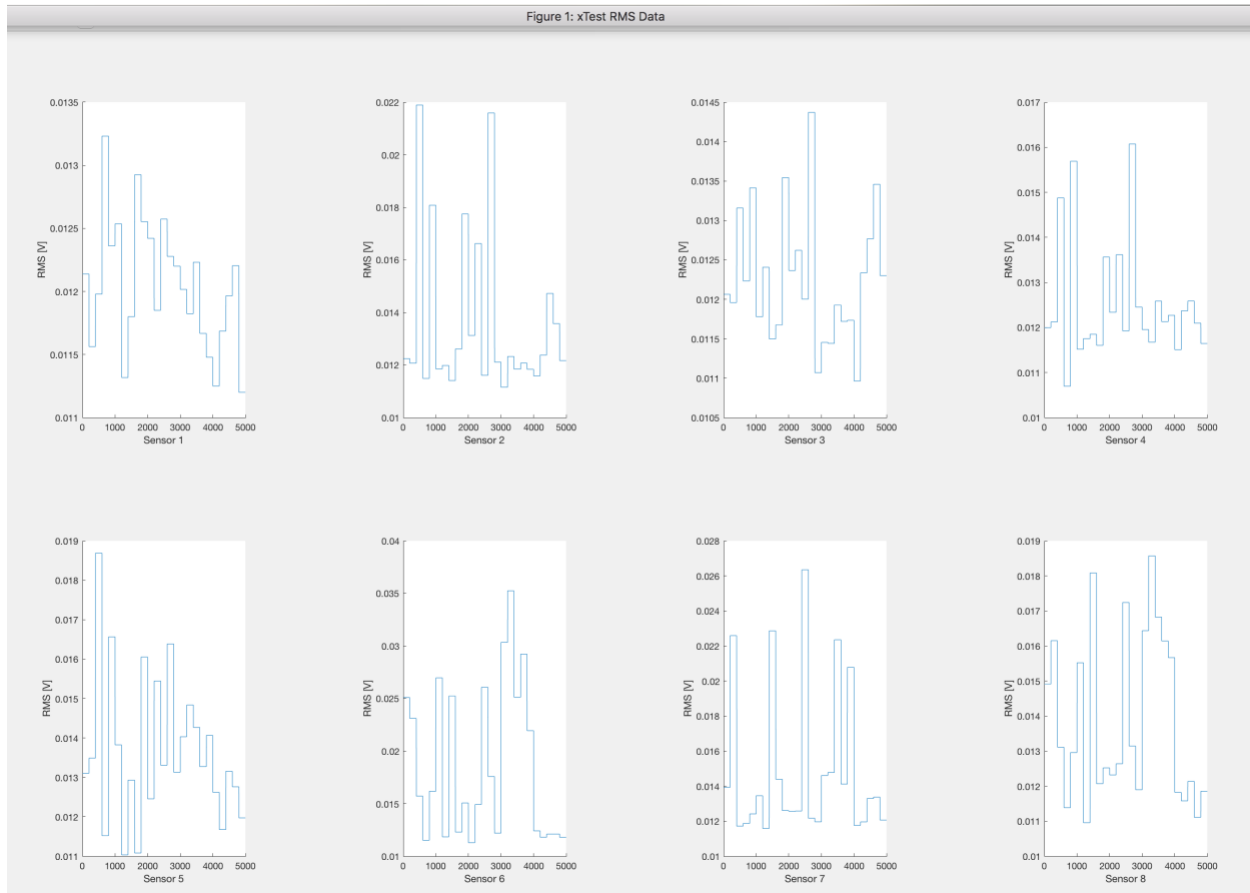 Figure 1: xTest RMS Data
0.0135
0.013
0.0125
0.012
0.0115
0.011
RMS [V]
0 1000 2000 3000 4000 5000
Sensor 1
0.022
0.02
0.018
0.016
0.014
0.012
0.01
RMS [V]
0 1000 2000 3000 4000 5000
Sensor 2
0.0145
0.014
0.0135
0.013
0.0125
0.012
0.0115
0.011
0.0105
RMS [V]
0 1000 2000 3000 4000 5000
Sensor 3
0.017
0.016
0.015
0.014
0.013
0.012
0.011
0.01
RMS [V]
0 1000 2000 3000 4000 5000
Sensor 4
0.019
0.018
0.017
0.016
0.015
0.014
0.013
0.012
0.011
RMS [V]
0 1000 2000 3000 4000 5000
Sensor 5
0.04
0.035
0.03
0.025
0.02
0.015
0.01
RMS [V]
0 1000 2000 3000 4000 5000
Sensor 6
0.028
0.026
0.024
0.022
0.02
0.018
0.016
0.014
0.012
0.01
RMS [V]
0 1000 2000 3000 4000 5000
Sensor 7
0.019
0.018
0.017
0.016
0.015
0.014
0.013
0.012
0.011
0.01
RMS [V]
0 1000 2000 3000 4000 5000
Sensor 8